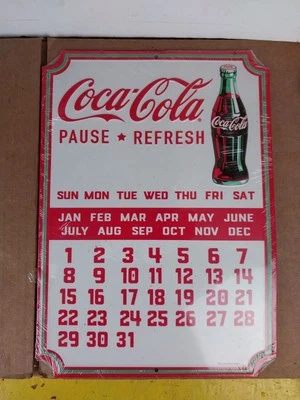 Coca-Cola
PAUSE ★ REFRESH
Coca-Cola
SUN MON TUE WED THU FRI SAT
JAN FEB MAR APR MAY JUNE
JULY AUG SEP OCT NOV DEC
1 2 3 4 5 6 7
8 9 10 11 12 13 14
15 16 17 18 19 20 21
22 23 24 25 26 27 28
29 30 31